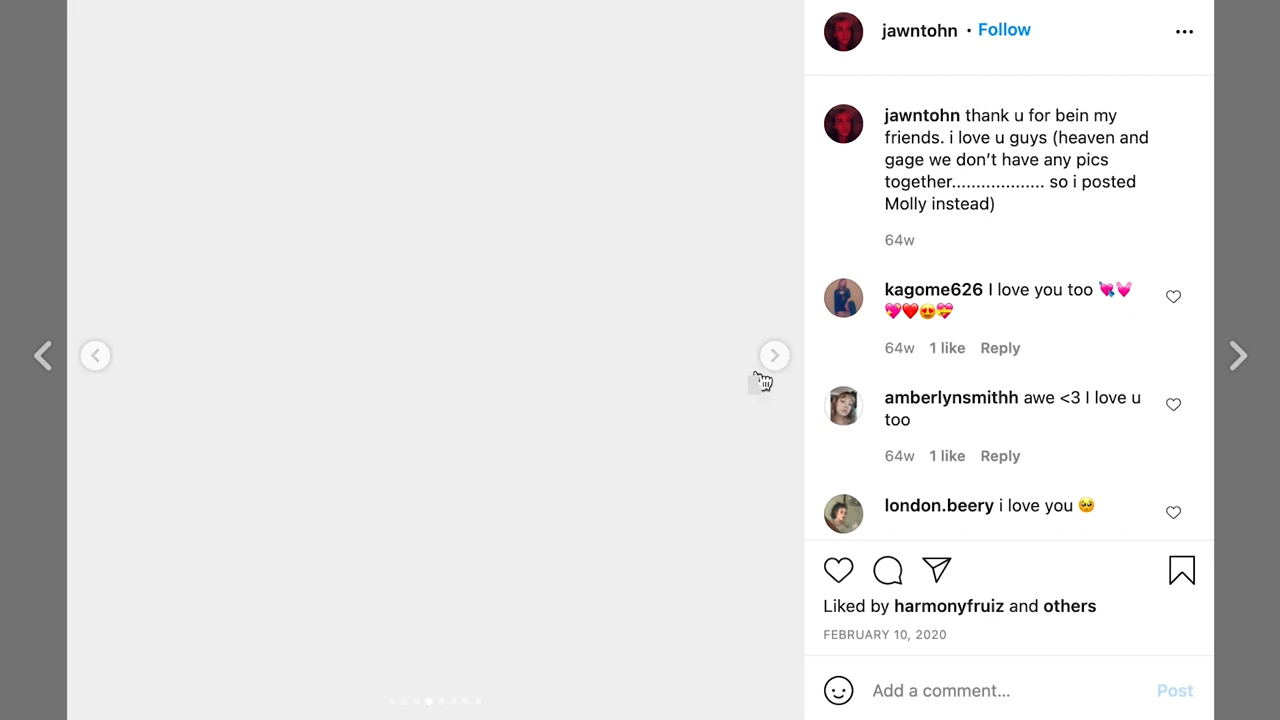 jawntohn • Follow
jawntohn thank u for bein my
friends. i love u guys (heaven and
gage we don’t have any pics
together................... so i posted
Molly instead)
64w
kagome626 I love you too 💘💓
💖❤️😍💝
64w 1 like Reply
amberlynsmithh awe <3 I love u
too
64w 1 like Reply
london.beery i love you 🥺
Liked by harmonyfruiz and others
FEBRUARY 10, 2020
Add a comment... Post